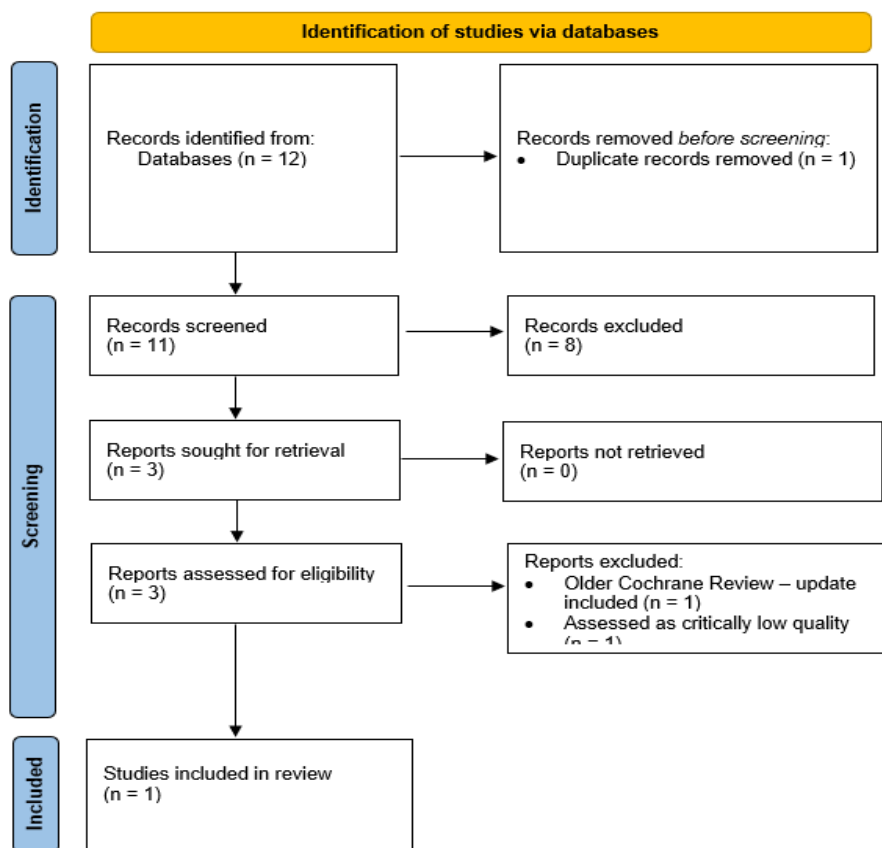 Identification of studies via databases
Identification
Records identified from:
Databases (n = 12)
Records removed before screening:
• Duplicate records removed (n = 1)
Screening
Records screened
(n = 11)
Records excluded
(n = 8)
Reports sought for retrieval
(n = 3)
Reports not retrieved
(n = 0)
Reports assessed for eligibility
(n = 3)
Reports excluded:
• Older Cochrane Review – update
included (n = 1)
• Assessed as critically low quality
(n = 1)
Included
Studies included in review
(n = 1)